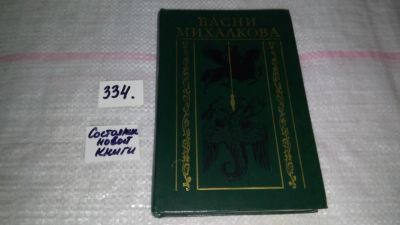 БАСНИ
МИХАЛКОВА
334.
Состояние
новой
книги